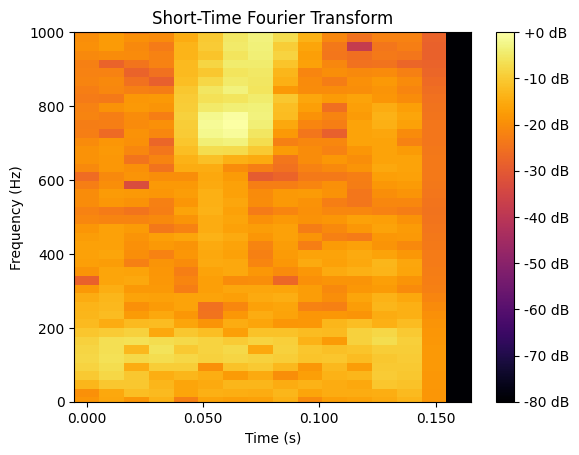 Short-Time Fourier Transform
1000
800
600
400
200
0
Frequency (Hz)
0.000
0.050
0.100
0.150
Time (s)
+0 dB
-10 dB
-20 dB
-30 dB
-40 dB
-50 dB
-60 dB
-70 dB
-80 dB